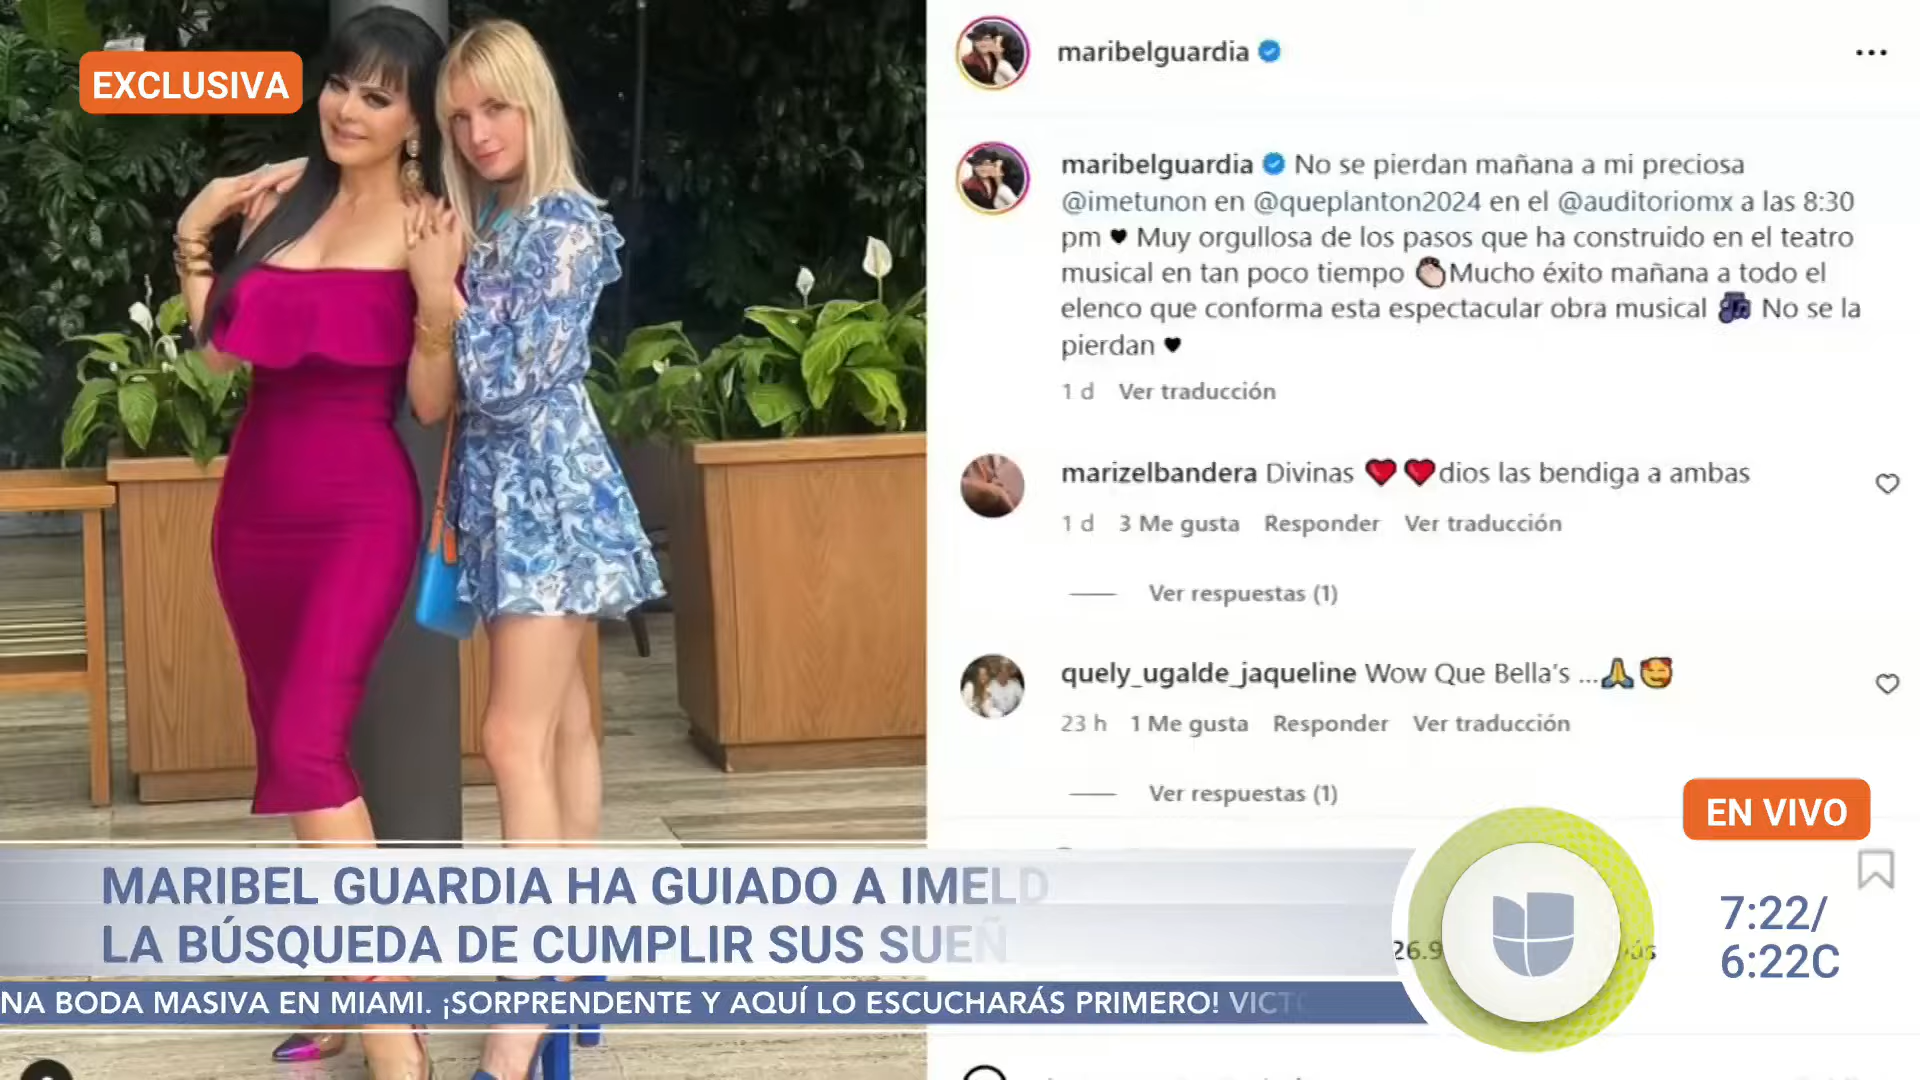 EXCLUSIVA
maribelguardia
maribelguardia No se pierdan mañana a mi preciosa
@imetunon en @queplanton2024 en el @auditoriomx a las 8:30
pm ♥ Muy orgullosa de los pasos que ha construido en el teatro
musical en tan poco tiempo 👏🏻Mucho éxito mañana a todo el
elenco que conforma esta espectacular obra musical 🎶 No se la
pierdan ♥
1 d Ver traducción
marizelbandera Divinas ❤️❤️dios las bendiga a ambas
1 d 3 Me gusta Responder Ver traducción
Ver respuestas (1)
quely_ugalde_jaqueline Wow Que Bella's ...🙏🥰
23 h 1 Me gusta Responder Ver traducción
Ver respuestas (1)
EN VIVO
MARIBEL GUARDIA HA GUIADO A IMELD
LA BÚSQUEDA DE CUMPLIR SUS SUEÑ
26.9
7:22/
6:22C
NA BODA MASIVA EN MIAMI. ¡SORPRENDENTE Y AQUÍ LO ESCUCHARÁS PRIMERO! VICTO